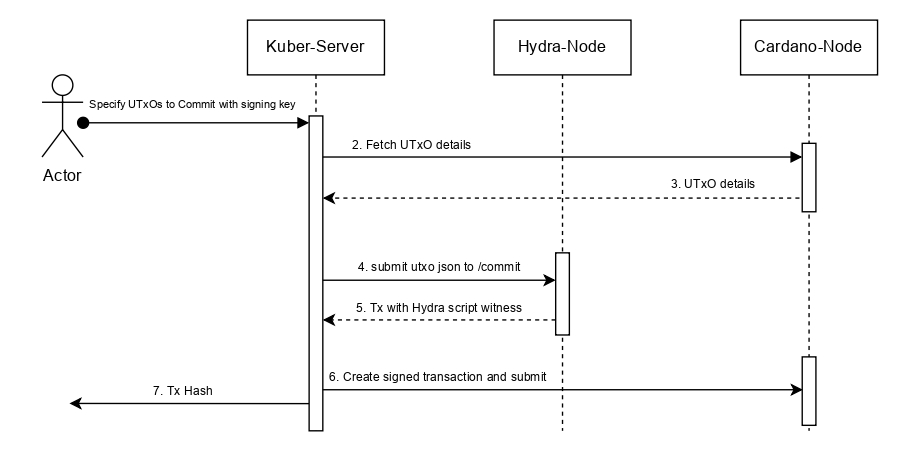 Kuber-Server
Hydra-Node
Cardano-Node
Specify UTxOs to Commit with signing key
Actor
2. Fetch UTxO details
3. UTxO details
4. submit utxo json to /commit
5. Tx with Hydra script witness
6. Create signed transaction and submit
7. Tx Hash